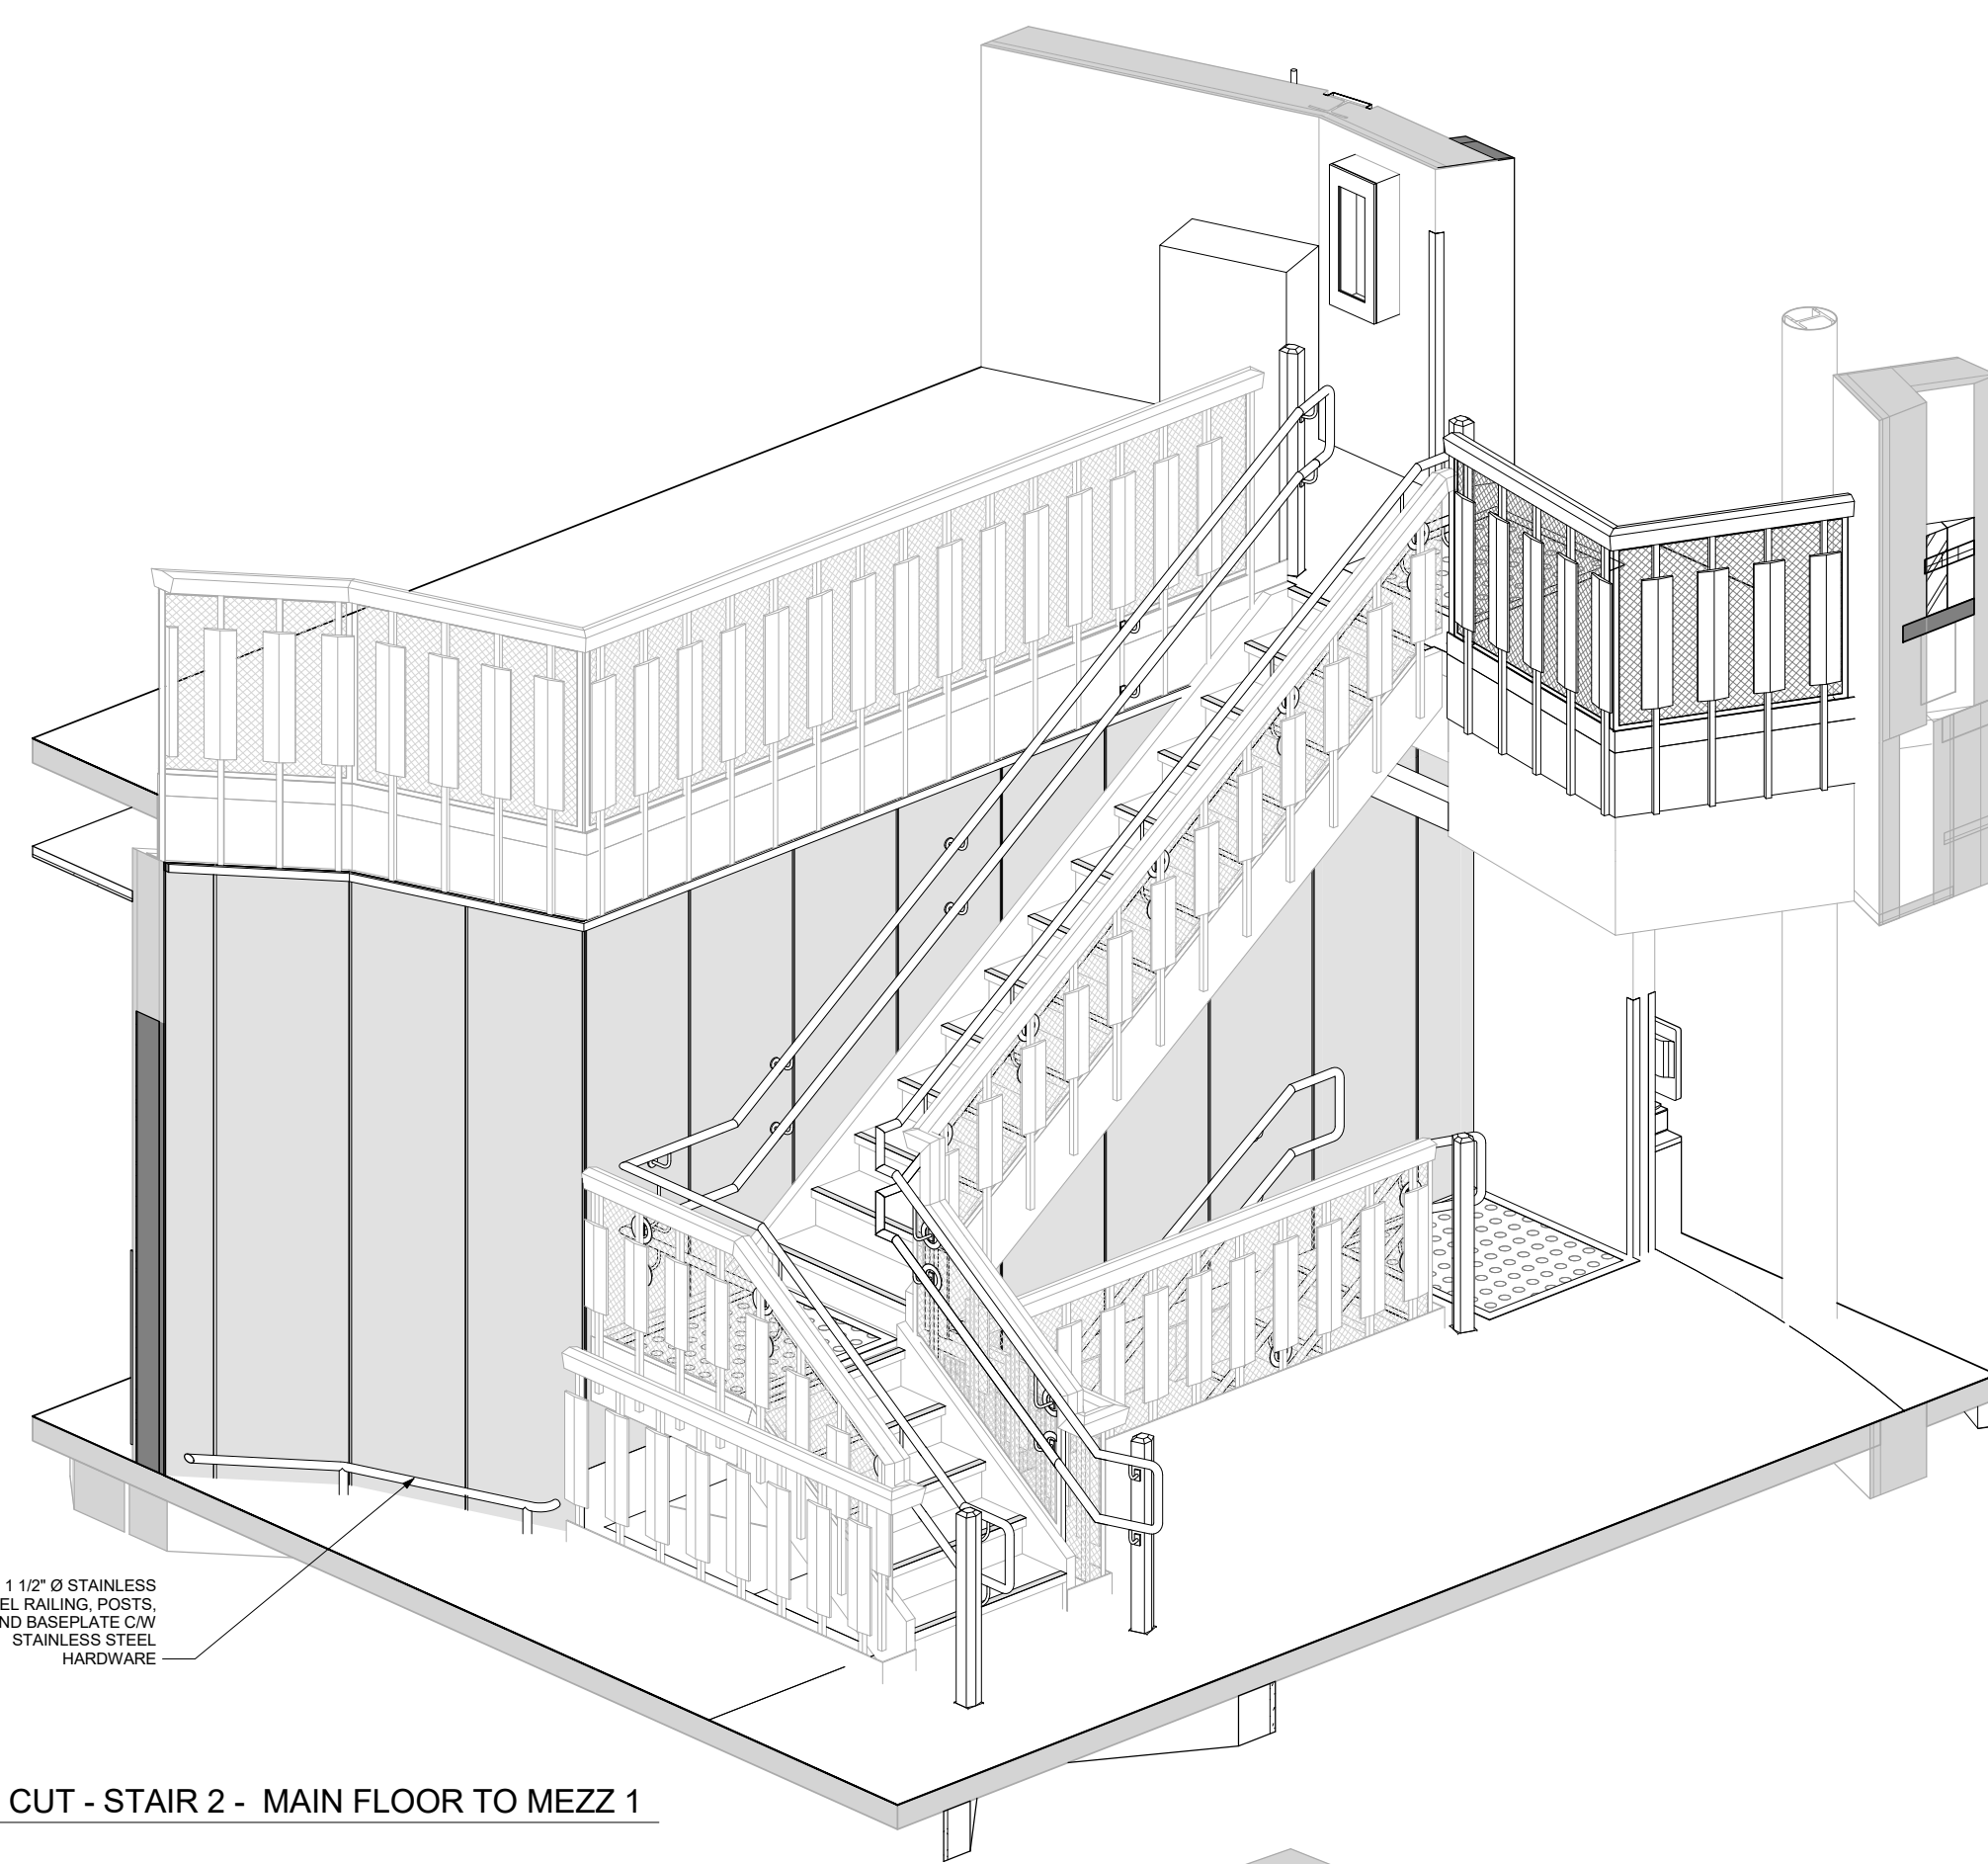 1 1/2" Ø STAINLESS
EL RAILING, POSTS,
ND BASEPLATE C/W
STAINLESS STEEL
HARDWARE
CUT - STAIR 2 - MAIN FLOOR TO MEZZ 1